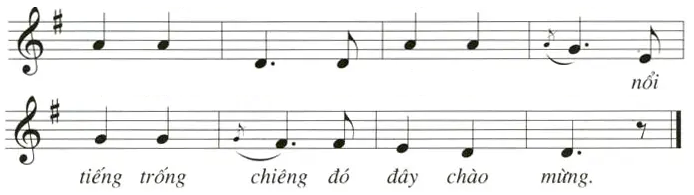 nổi
tiếng trống chiêng đó đây chào mừng.